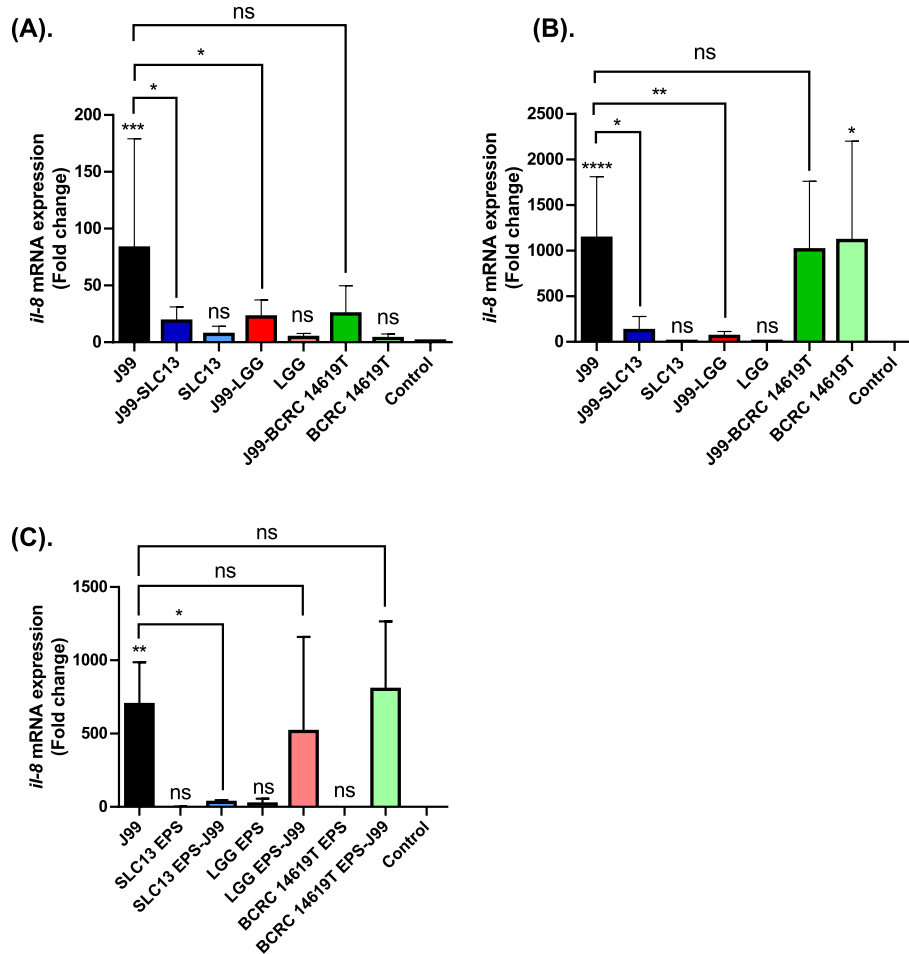 (A).
ns
*
*
***
ns
ns
ns
200
150
100
50
0
il-8 mRNA expression
(Fold change)
J99
J99-SLC13
SLC13
J99-LGG
LGG
J99-BCRC 14619T
BCRC 14619T
Control
(B).
ns
**
*
****
ns
ns
*
2500
2000
1500
1000
500
0
il-8 mRNA expression
(Fold change)
J99
J99-SLC13
SLC13
J99-LGG
LGG
J99-BCRC 14619T
BCRC 14619T
Control
(C).
ns
ns
*
**
ns
ns
ns
1500
1000
500
0
il-8 mRNA expression
(Fold change)
J99
SLC13 EPS
SLC13 EPS-J99
LGG EPS
LGG EPS-J99
BCRC 14619T EPS
BCRC 14619T EPS-J99
Control